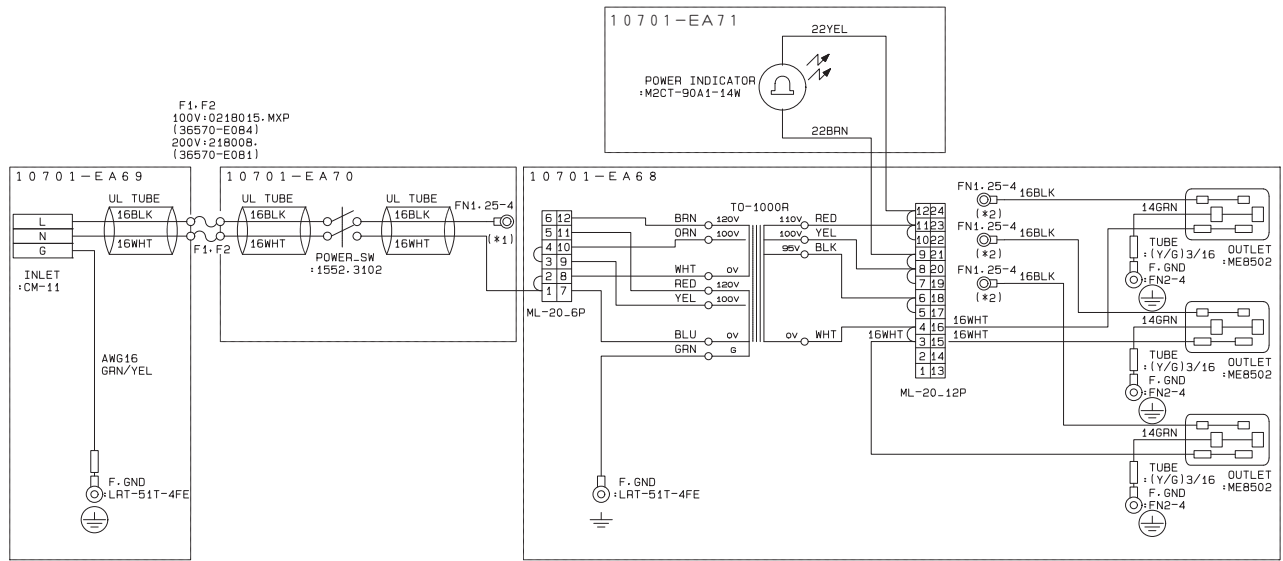 10701-EA71
22YEL
POWER INDICATOR
:M2CT-90A1-14W
22BRN
F1,F2
100V:0218015.MXP
(36570-E084)
200V:218008.
(36570-E081)
10701-EA69
UL TUBE
L
16BLK
N
16WHT
G
INLET
:CM-11
AWG16
GRN/YEL
F.GND
:LRT-51T-4FE
F1,F2
10701-EA70
UL TUBE
16BLK
16WHT
POWER_SW
:1552.3102
UL TUBE
16BLK
16WHT
FN1.25-4
(*1)
10701-EA68
6 12
5 11
4 10
3 9
2 8
1 7
ML-20_6P
TO-1000R
BRN 120V
ORN 100V
WHT 0V
RED 120V
YEL 100V
BLU 0V
GRN G
110V RED
100V YEL
95V BLK
0V WHT
F.GND
:LRT-51T-4FE
12 24
11 23
10 22
9 21
8 20
7 19
6 18
5 17
4 16
3 15
2 14
1 13
ML-20_12P
16WHT
16WHT
16WHT
FN1.25-4
16BLK
(*2)
FN1.25-4
16BLK
(*2)
FN1.25-4
16BLK
(*2)
14GRN
TUBE
:(Y/G)3/16
F.GND
:FN2-4
OUTLET
:ME8502
14GRN
TUBE
:(Y/G)3/16
F.GND
:FN2-4
OUTLET
:ME8502
14GRN
TUBE
:(Y/G)3/16
F.GND
:FN2-4
OUTLET
:ME8502